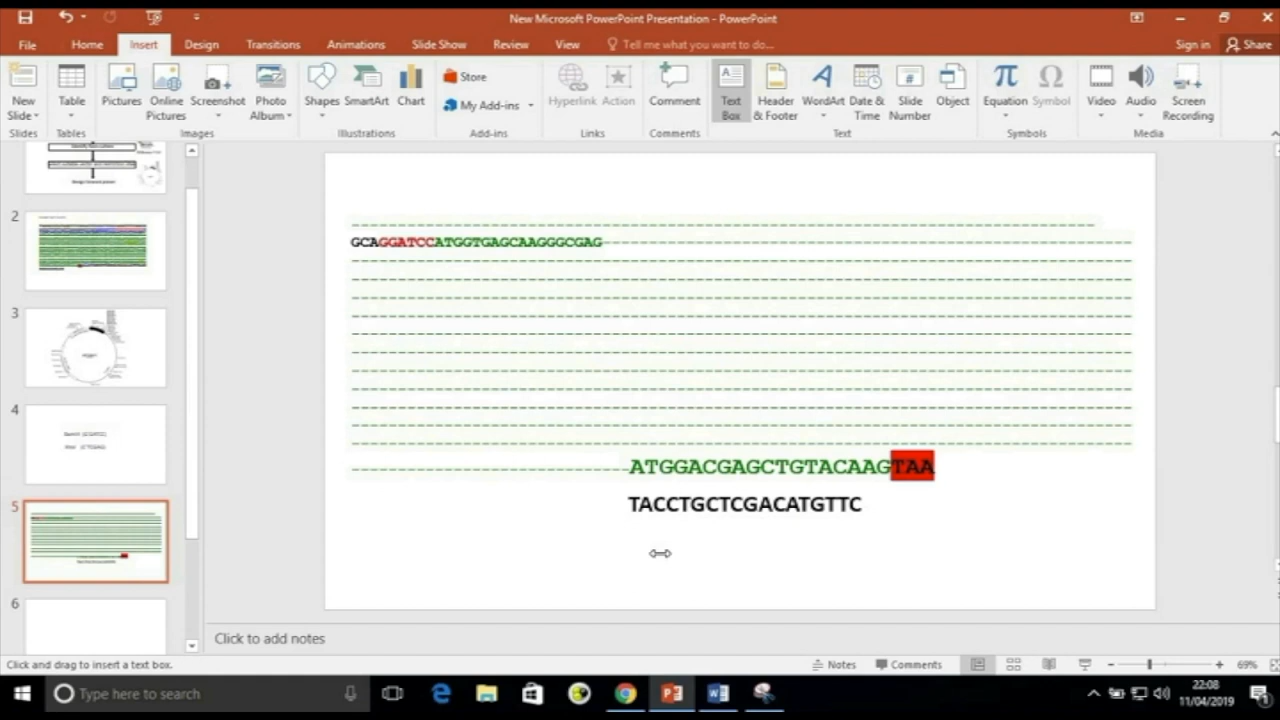 New Microsoft PowerPoint Presentation - PowerPoint
File Home Insert Design Transitions Animations Slide Show Review View Tell me what you want to do... Sign in Share
New Slide Table Pictures Online Pictures Screenshot Photo Album Shapes SmartArt Chart Store My Add-ins Hyperlink Action Comment Text Box Header & Footer WordArt Date & Time Slide Number Object Equation Symbol Video Audio Screen Recording
Slides Tables Images Illustrations Add-ins Links Comments Text Symbols Media
2
3
4
5
6
GCAGGATCCATGGTGAGCAAGGGCGAG
ATGGACGAGCTGTACAAGTAA
TACCTGCTCGACATGTTC
Click to add notes
Click and drag to insert a text box. Notes Comments 69%
Type here to search
22:08
11/04/2019